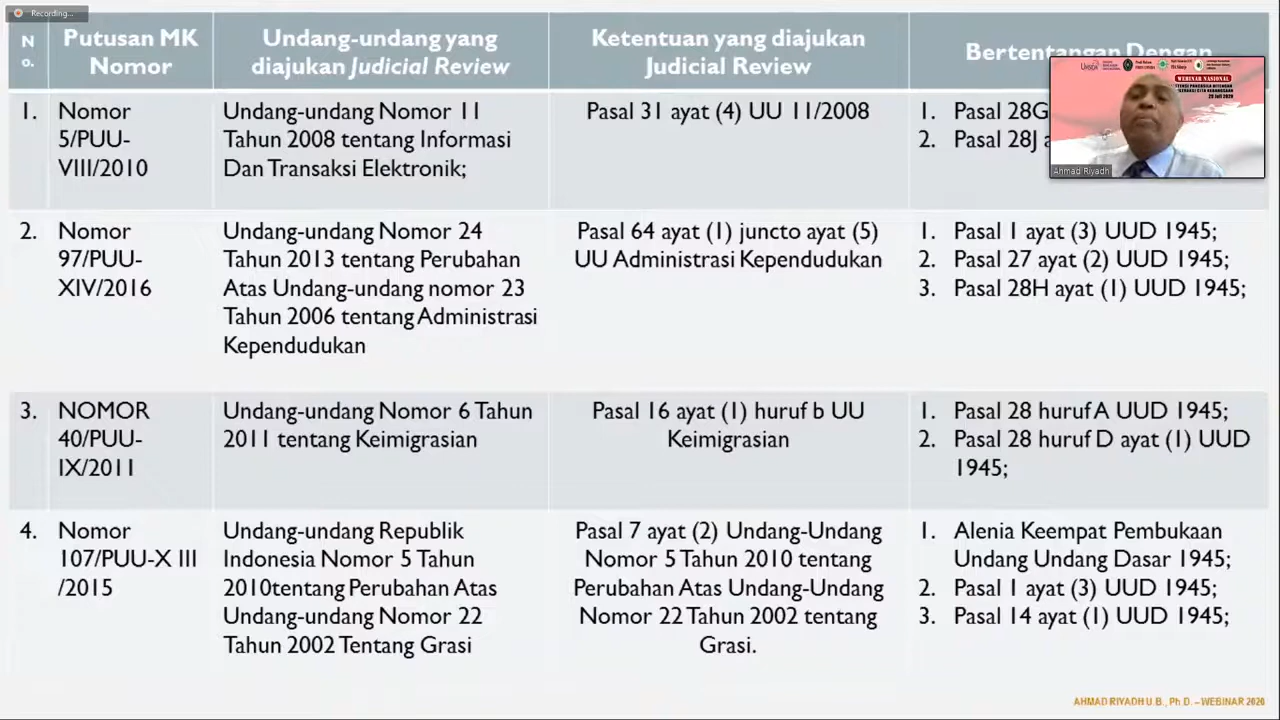 Recording...
N
o.
Putusan MK
Nomor
Undang-undang yang
diajukan Judicial Review
Ketentuan yang diajukan
Judicial Review
Bertentangan Dengan
1.
Nomor
5/PUU-
VIII/2010
Undang-undang Nomor 11
Tahun 2008 tentang Informasi
Dan Transaksi Elektronik;
Pasal 31 ayat (4) UU 11/2008
1. Pasal 28G
2. Pasal 28J
WEBINAR NASIONAL
Ahmad Riyadh
2.
Nomor
97/PUU-
XIV/2016
Undang-undang Nomor 24
Tahun 2013 tentang Perubahan
Atas Undang-undang nomor 23
Tahun 2006 tentang Administrasi
Kependudukan
Pasal 64 ayat (1) juncto ayat (5)
UU Administrasi Kependudukan
1. Pasal 1 ayat (3) UUD 1945;
2. Pasal 27 ayat (2) UUD 1945;
3. Pasal 28H ayat (1) UUD 1945;
3.
NOMOR
40/PUU-
IX/2011
Undang-undang Nomor 6 Tahun
2011 tentang Keimigrasian
Pasal 16 ayat (1) huruf b UU
Keimigrasian
1. Pasal 28 huruf A UUD 1945;
2. Pasal 28 huruf D ayat (1) UUD
1945;
4.
Nomor
107/PUU-X III
/2015
Undang-undang Republik
Indonesia Nomor 5 Tahun
2010tentang Perubahan Atas
Undang-undang Nomor 22
Tahun 2002 Tentang Grasi
Pasal 7 ayat (2) Undang-Undang
Nomor 5 Tahun 2010 tentang
Perubahan Atas Undang-Undang
Nomor 22 Tahun 2002 tentang
Grasi.
1. Alenia Keempat Pembukaan
Undang Undang Dasar 1945;
2. Pasal 1 ayat (3) UUD 1945;
3. Pasal 14 ayat (1) UUD 1945;
AHMAD RIYADH U.B., Ph.D. – WEBINAR 2020